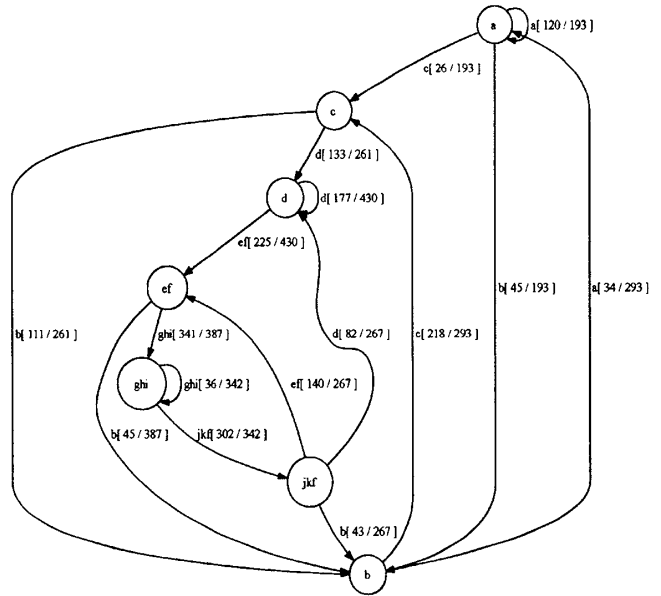 a
a[ 120 / 193 ]
c[ 26 / 193 ]
c
d[ 133 / 261 ]
d
d[ 177 / 430 ]
ef[ 225 / 430 ]
ef
b[ 45 / 193 ]
a[ 34 / 293 ]
b[ 111 / 261 ]
ghi[ 341 / 387 ]
d[ 82 / 267 ]
c[ 218 / 293 ]
ghi
ghi[ 36 / 342 ]
ef[ 140 / 267 ]
b[ 45 / 387 ]
jkf[ 302 / 342 ]
jkf
b[ 43 / 267 ]
b